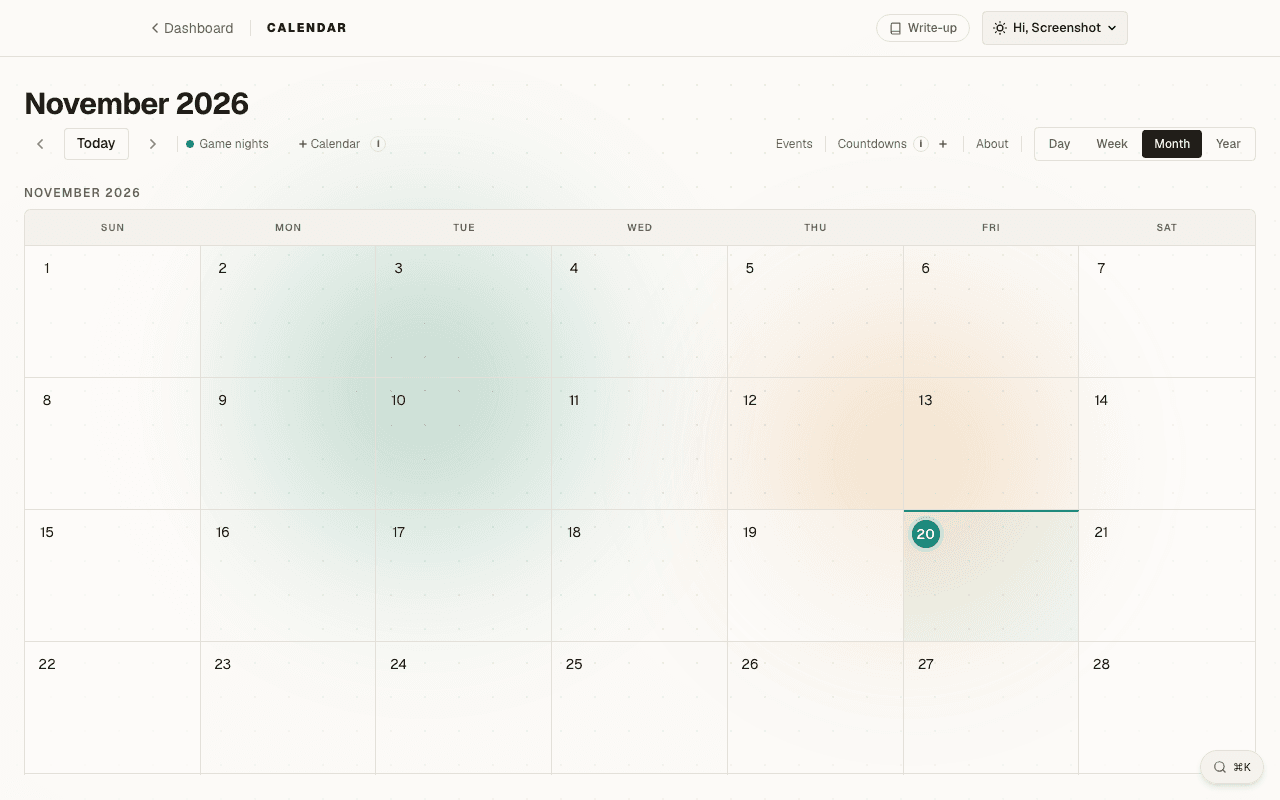 Dashboard CALENDAR Write-up Hi, Screenshot
November 2026
Today Game nights + Calendar i Events Countdowns i + About Day Week Month Year
NOVEMBER 2026
SUN MON TUE WED THU FRI SAT
1 2 3 4 5 6 7
8 9 10 11 12 13 14
15 16 17 18 19 20 21
22 23 24 25 26 27 28
⌘K